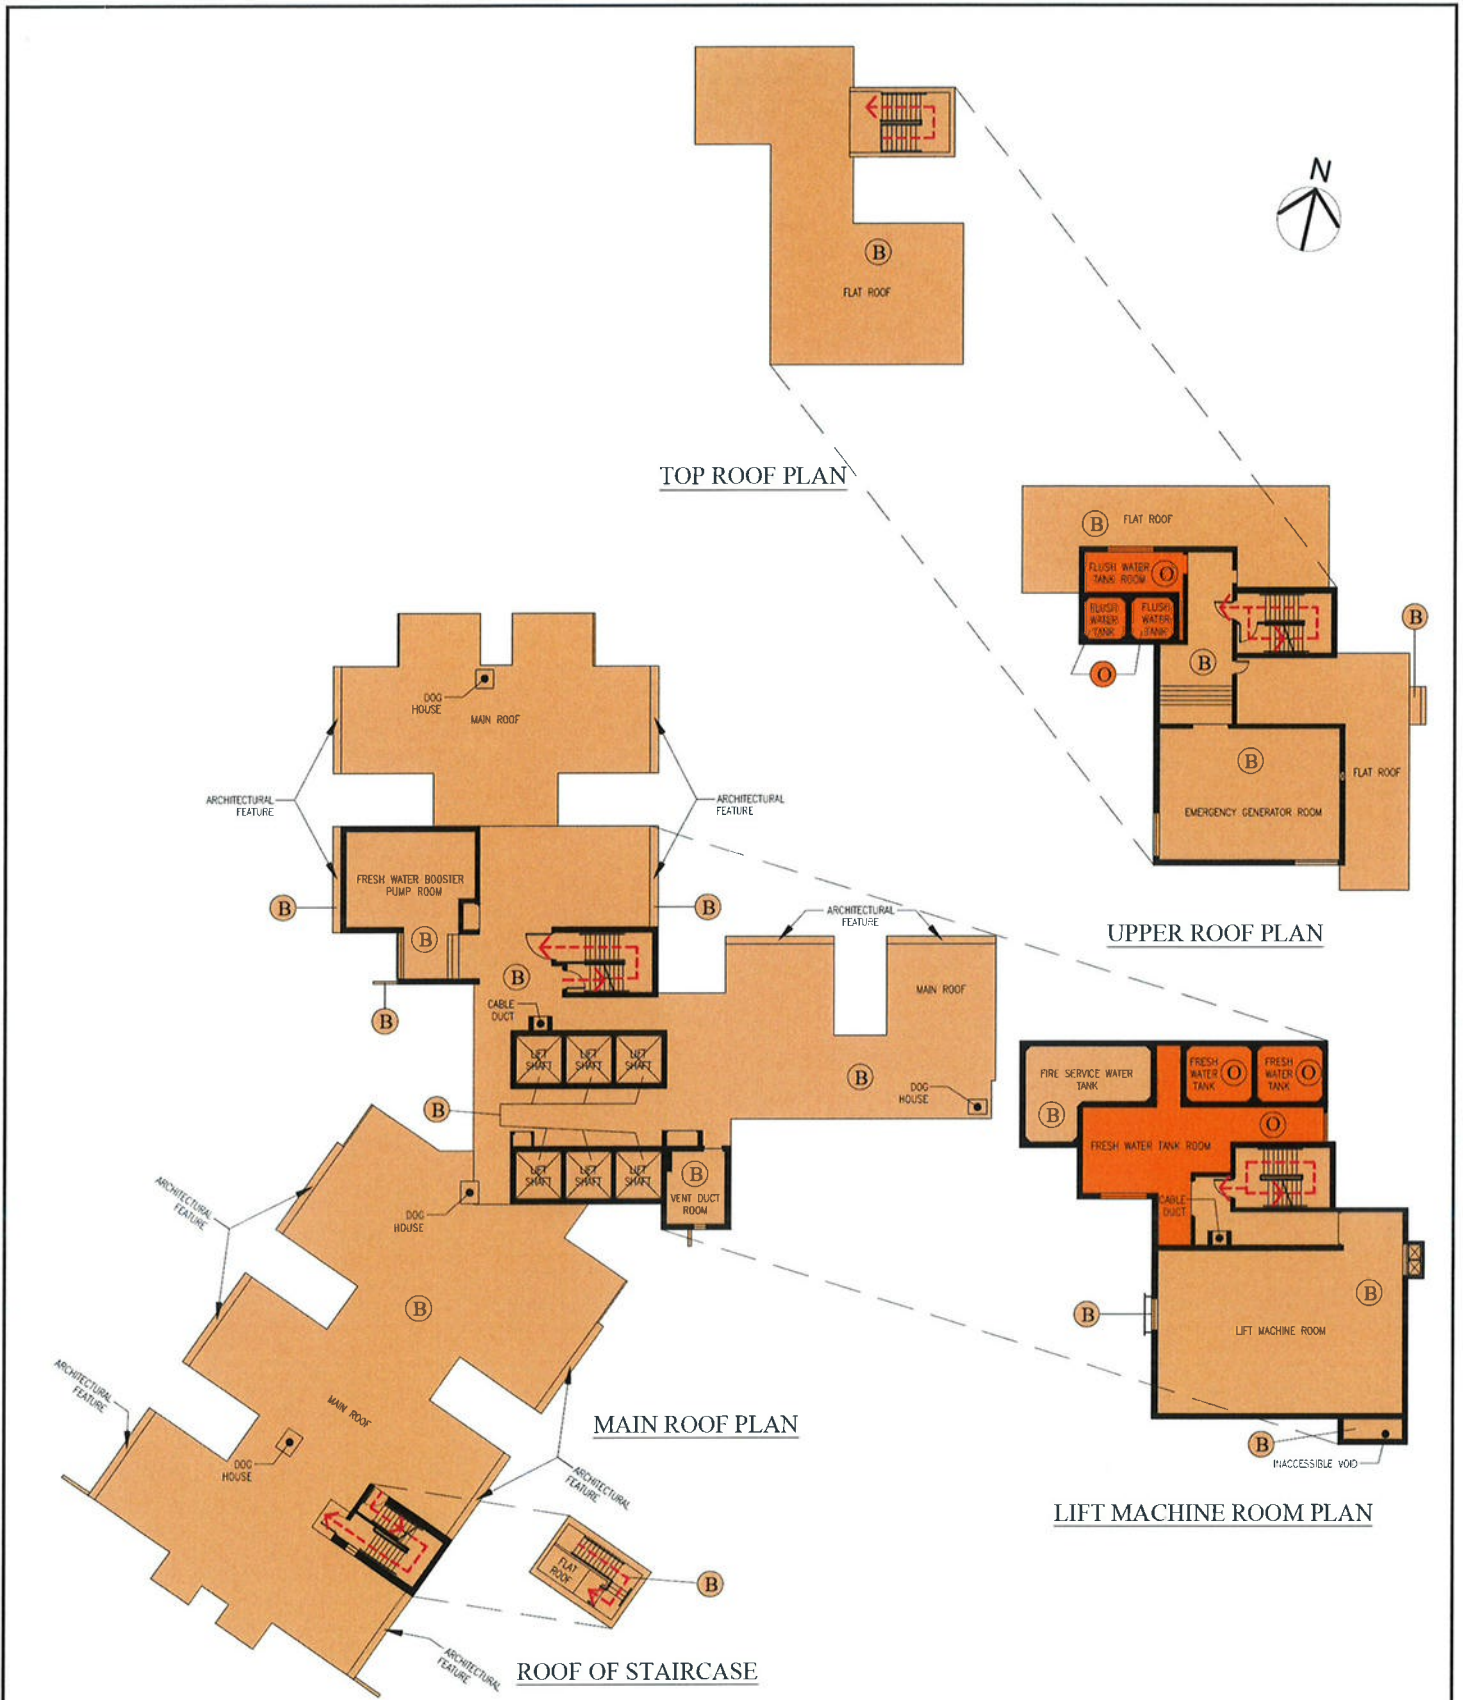 N
B
FLAT ROOF
TOP ROOF PLAN
B
FLAT ROOF
FLUSH WATER
TANK ROOM
O
FLUSH
WATER
TANK
FLUSH
WATER
TANK
B
O
B
B
FLAT ROOF
EMERGENCY GENERATOR ROOM
UPPER ROOF PLAN
DOG
HOUSE
MAIN ROOF
ARCHITECTURAL
FEATURE
ARCHITECTURAL
FEATURE
FRESH WATER BOOSTER
PUMP ROOM
B
B
B
ARCHITECTURAL
FEATURE
B
CABLE
DUCT
MAIN ROOF
B
LIFT
SHAFT
LIFT
SHAFT
LIFT
SHAFT
B
DOG
HOUSE
B
LIFT
SHAFT
LIFT
SHAFT
LIFT
SHAFT
B
VENT DUCT
ROOM
DOG
HOUSE
ARCHITECTURAL
FEATURE
B
ARCHITECTURAL
FEATURE
MAIN ROOF
DOG
HOUSE
MAIN ROOF PLAN
ARCHITECTURAL
FEATURE
FLAT
ROOF
B
ARCHITECTURAL
FEATURE
ROOF OF STAIRCASE
FIRE SERVICE WATER
TANK
B
FRESH
WATER
TANK
O
FRESH
WATER
TANK
O
O
FRESH WATER TANK ROOM
CABLE
DUCT
B
B
LIFT MACHINE ROOM
B
INACCESSIBLE VOID
LIFT MACHINE ROOM PLAN